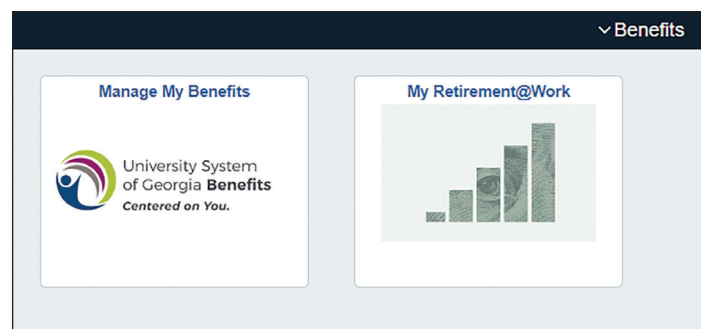 Benefits
Manage My Benefits
My Retirement@Work
University System
of Georgia Benefits
Centered on You.